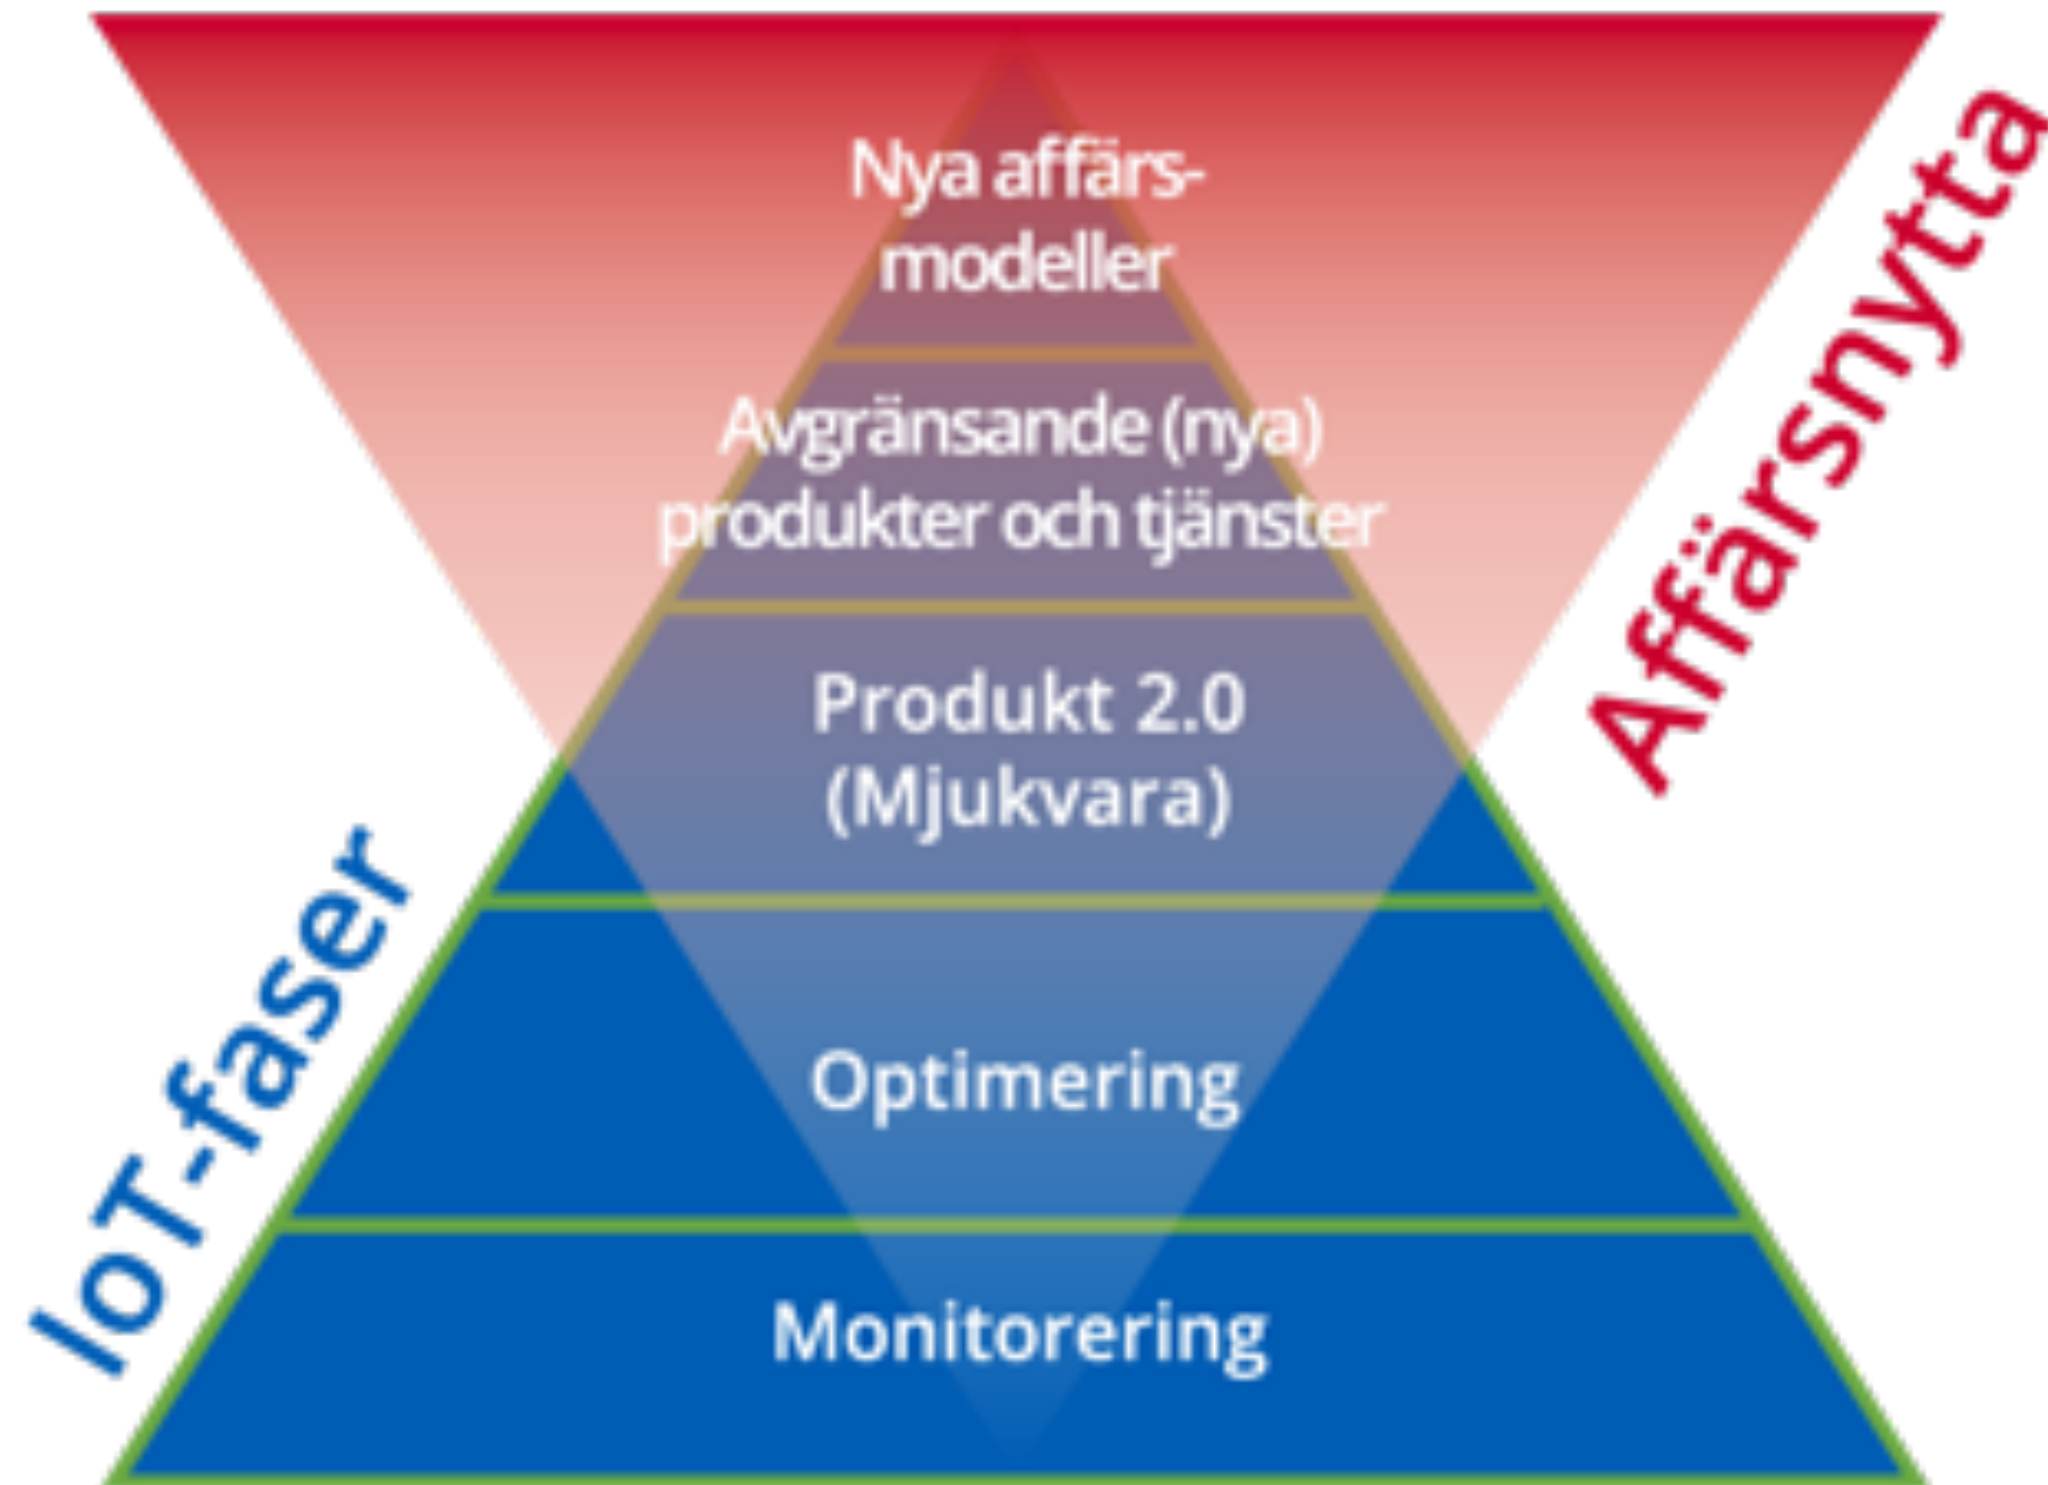 Nya affärs-
modeller
Avgränsande (nya)
produkter och tjänster
Produkt 2.0
(Mjukvara)
Optimering
Monitorering
IoT-faser
Affärsnytta